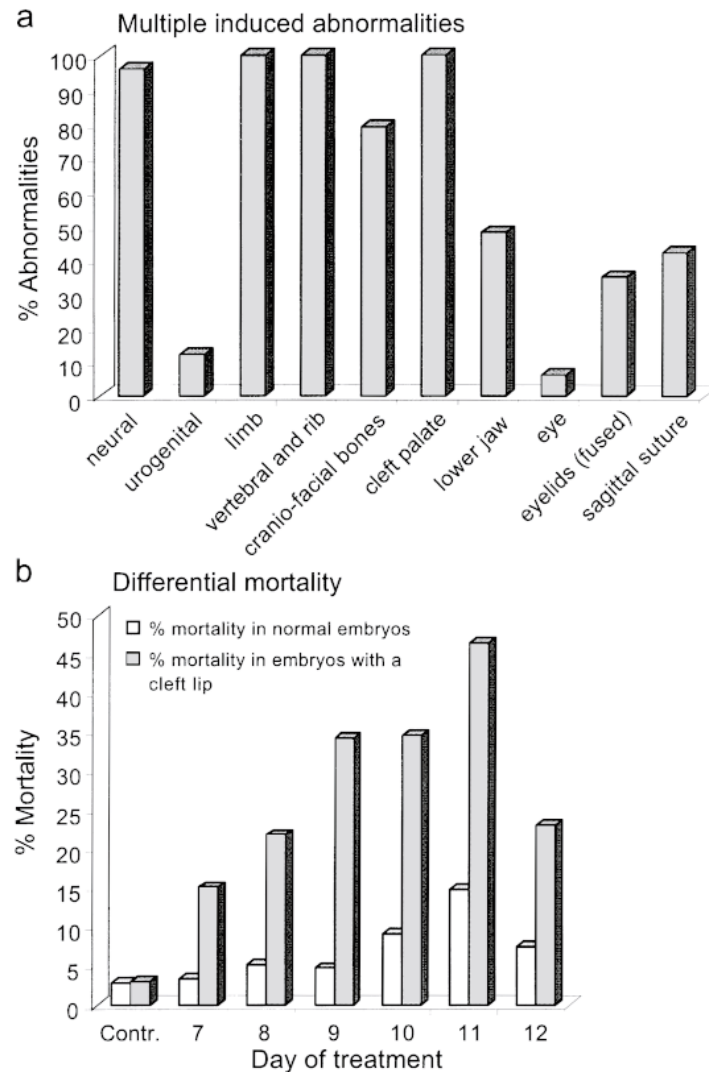 a
Multiple induced abnormalities
% Abnormalities
100
90
80
70
60
50
40
30
20
10
0
neural
urogenital
limb
vertebral and rib
cranio-facial bones
cleft palate
lower jaw
eye
eyelids (fused)
sagittal suture
b
Differential mortality
% mortality in normal embryos
% mortality in embryos with a
cleft lip
% Mortality
50
45
40
35
30
25
20
15
10
5
0
Contr. 7 8 9 10 11 12
Day of treatment